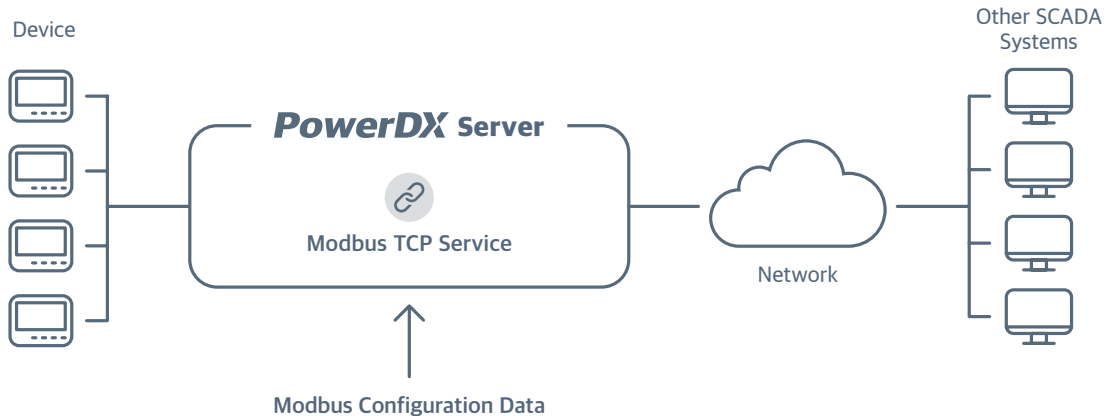 Device
Other SCADA
Systems
PowerDX Server
Modbus TCP Service
Network
Modbus Configuration Data